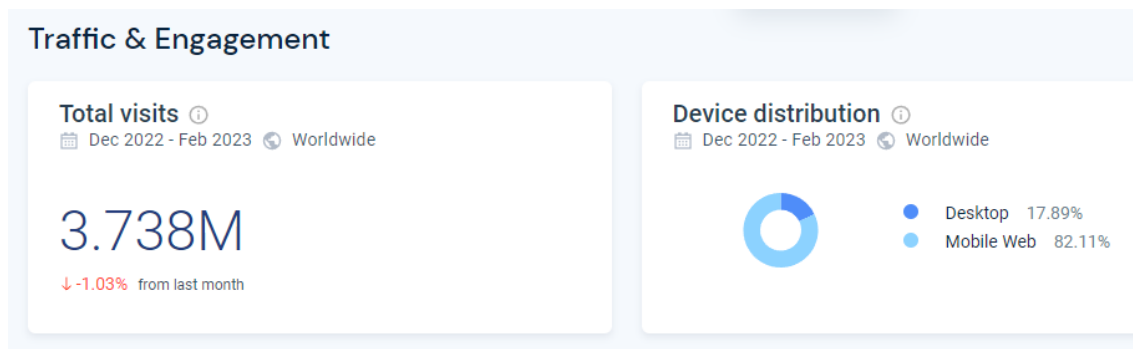 Traffic & Engagement
Total visits
Dec 2022 - Feb 2023 Worldwide
3.738M
↓ -1.03% from last month
Device distribution
Dec 2022 - Feb 2023 Worldwide
Desktop 17.89%
Mobile Web 82.11%